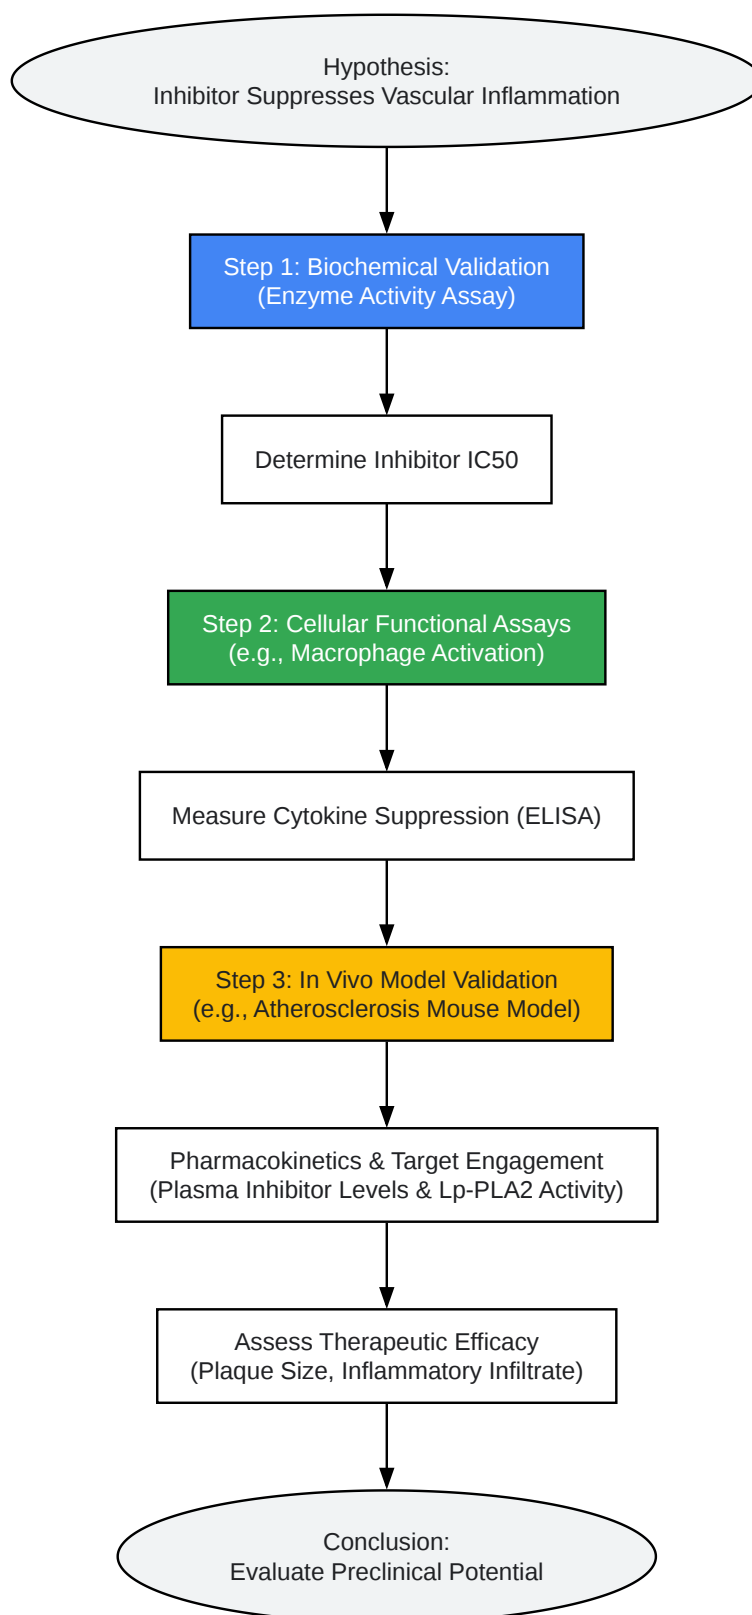 Hypothesis:
Inhibitor Suppresses Vascular Inflammation
Step 1: Biochemical Validation
(Enzyme Activity Assay)
Determine Inhibitor IC50
Step 2: Cellular Functional Assays
(e.g., Macrophage Activation)
Measure Cytokine Suppression (ELISA)
Step 3: In Vivo Model Validation
(e.g., Atherosclerosis Mouse Model)
Pharmacokinetics & Target Engagement
(Plasma Inhibitor Levels & Lp-PLA2 Activity)
Assess Therapeutic Efficacy
(Plaque Size, Inflammatory Infiltrate)
Conclusion:
Evaluate Preclinical Potential